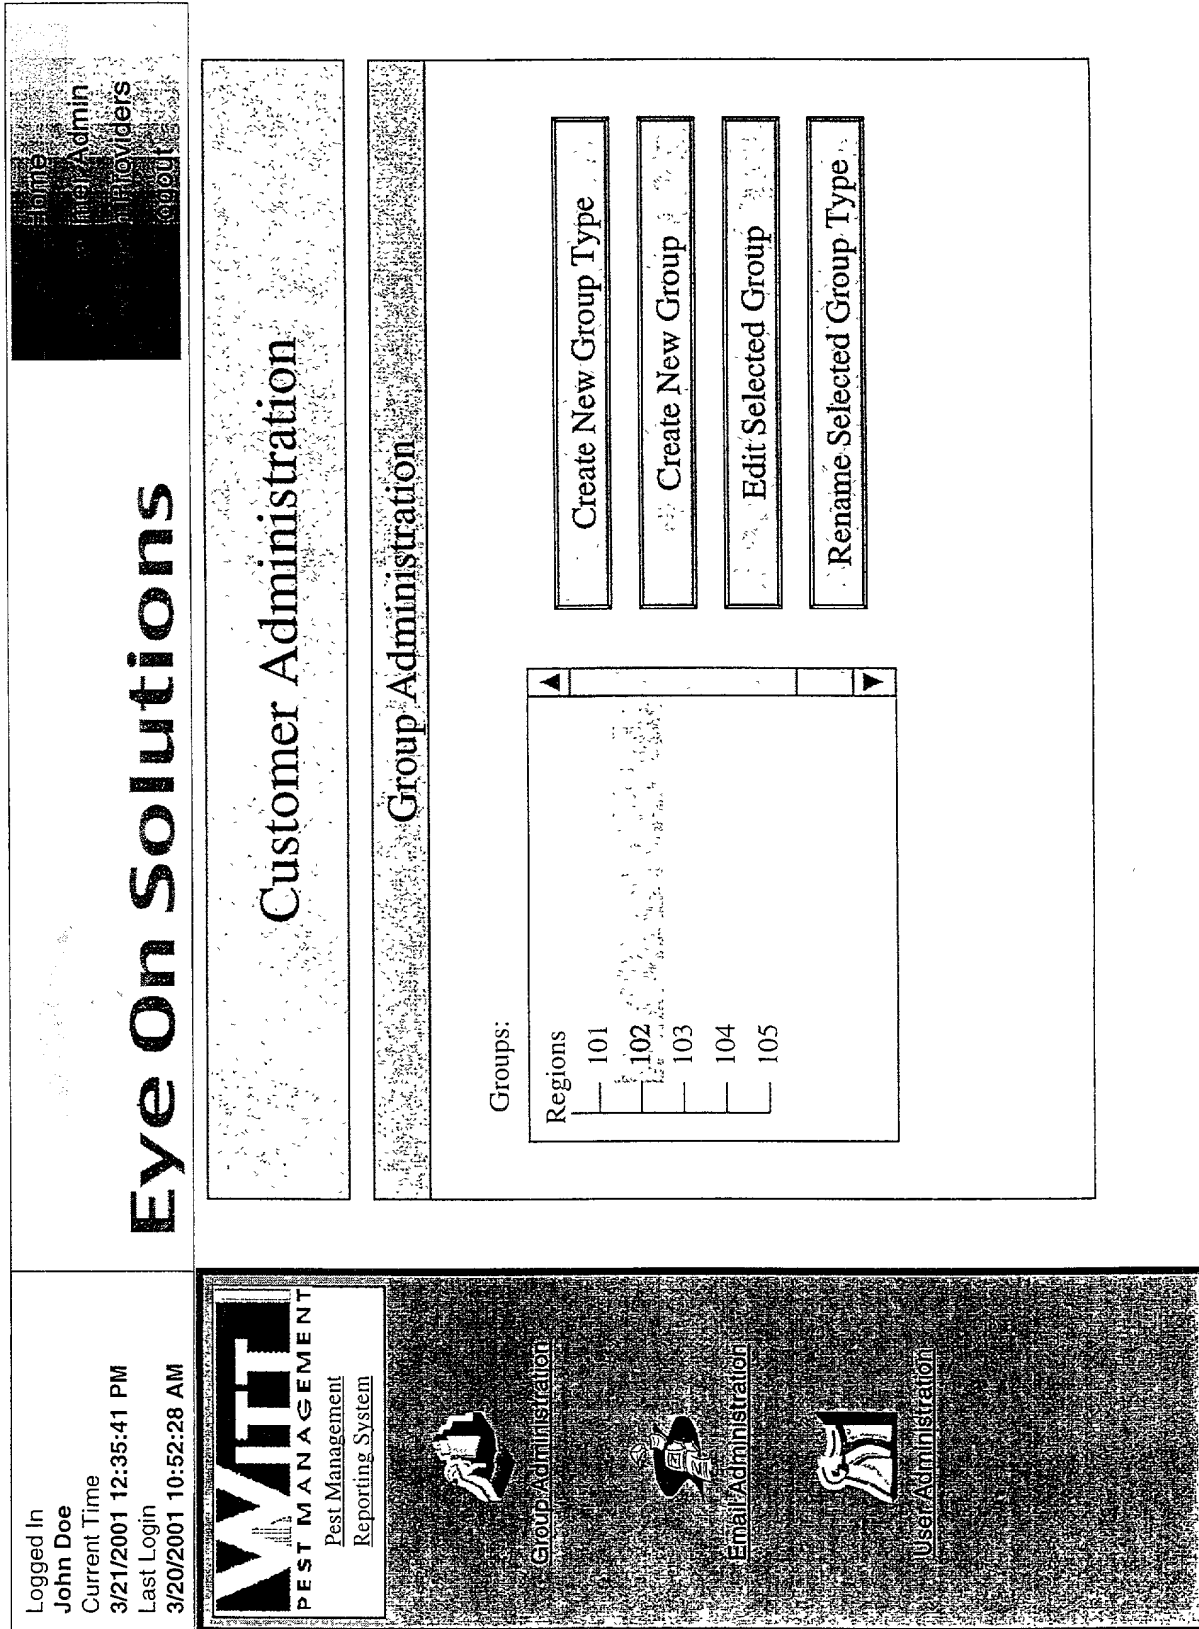 Logged In
John Doe
Current Time
3/21/2001 12:35:41 PM
Last Login
3/20/2001 10:52:28 AM
Eye On Solutions
Home
Admin
Providers
PEST MANAGEMENT
Pest Management
Reporting System
Group Administration
Email Administration
User Administration
Customer Administration
Group Administration
Groups:
Regions
101
102
103
104
105
Create New Group Type
Create New Group
Edit Selected Group
Rename Selected Group Type